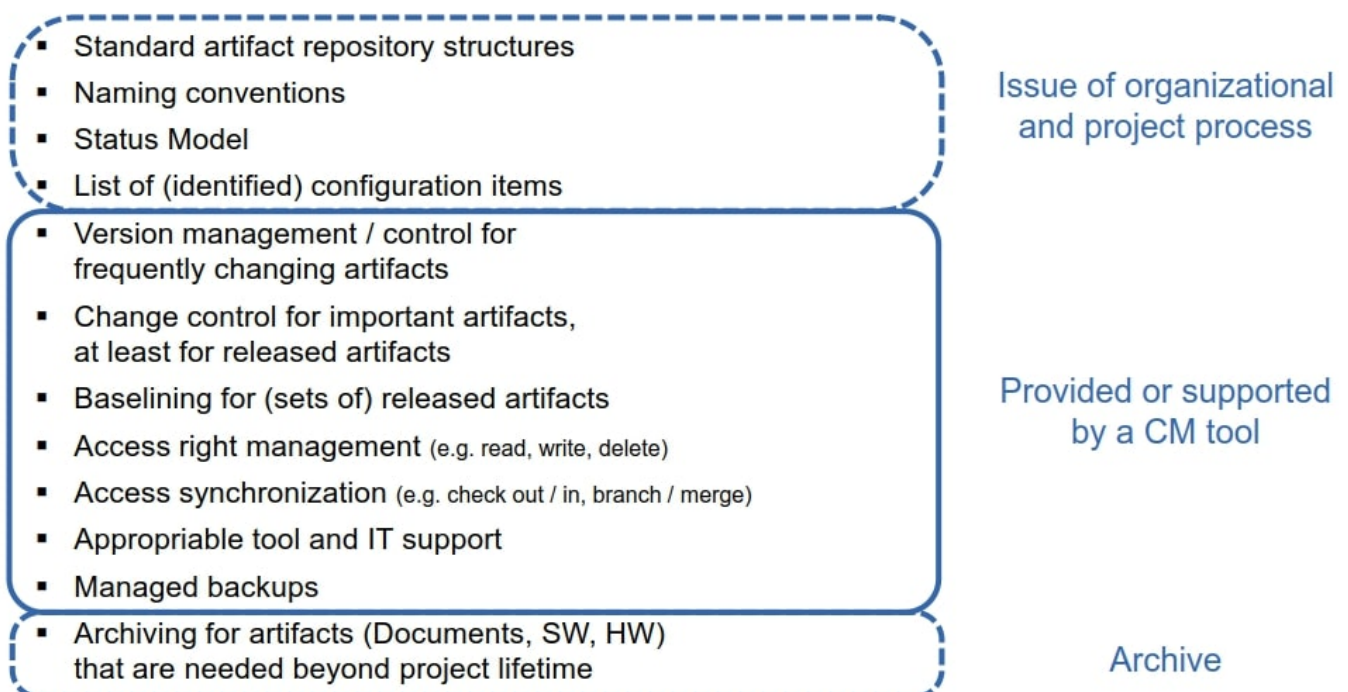 ▪ Standard artifact repository structures
▪ Naming conventions
▪ Status Model
▪ List of (identified) configuration items
Issue of organizational
and project process
▪ Version management / control for
frequently changing artifacts
▪ Change control for important artifacts,
at least for released artifacts
▪ Baselining for (sets of) released artifacts
▪ Access right management (e.g. read, write, delete)
▪ Access synchronization (e.g. check out / in, branch / merge)
▪ Appropriable tool and IT support
▪ Managed backups
Provided or supported
by a CM tool
▪ Archiving for artifacts (Documents, SW, HW)
that are needed beyond project lifetime
Archive